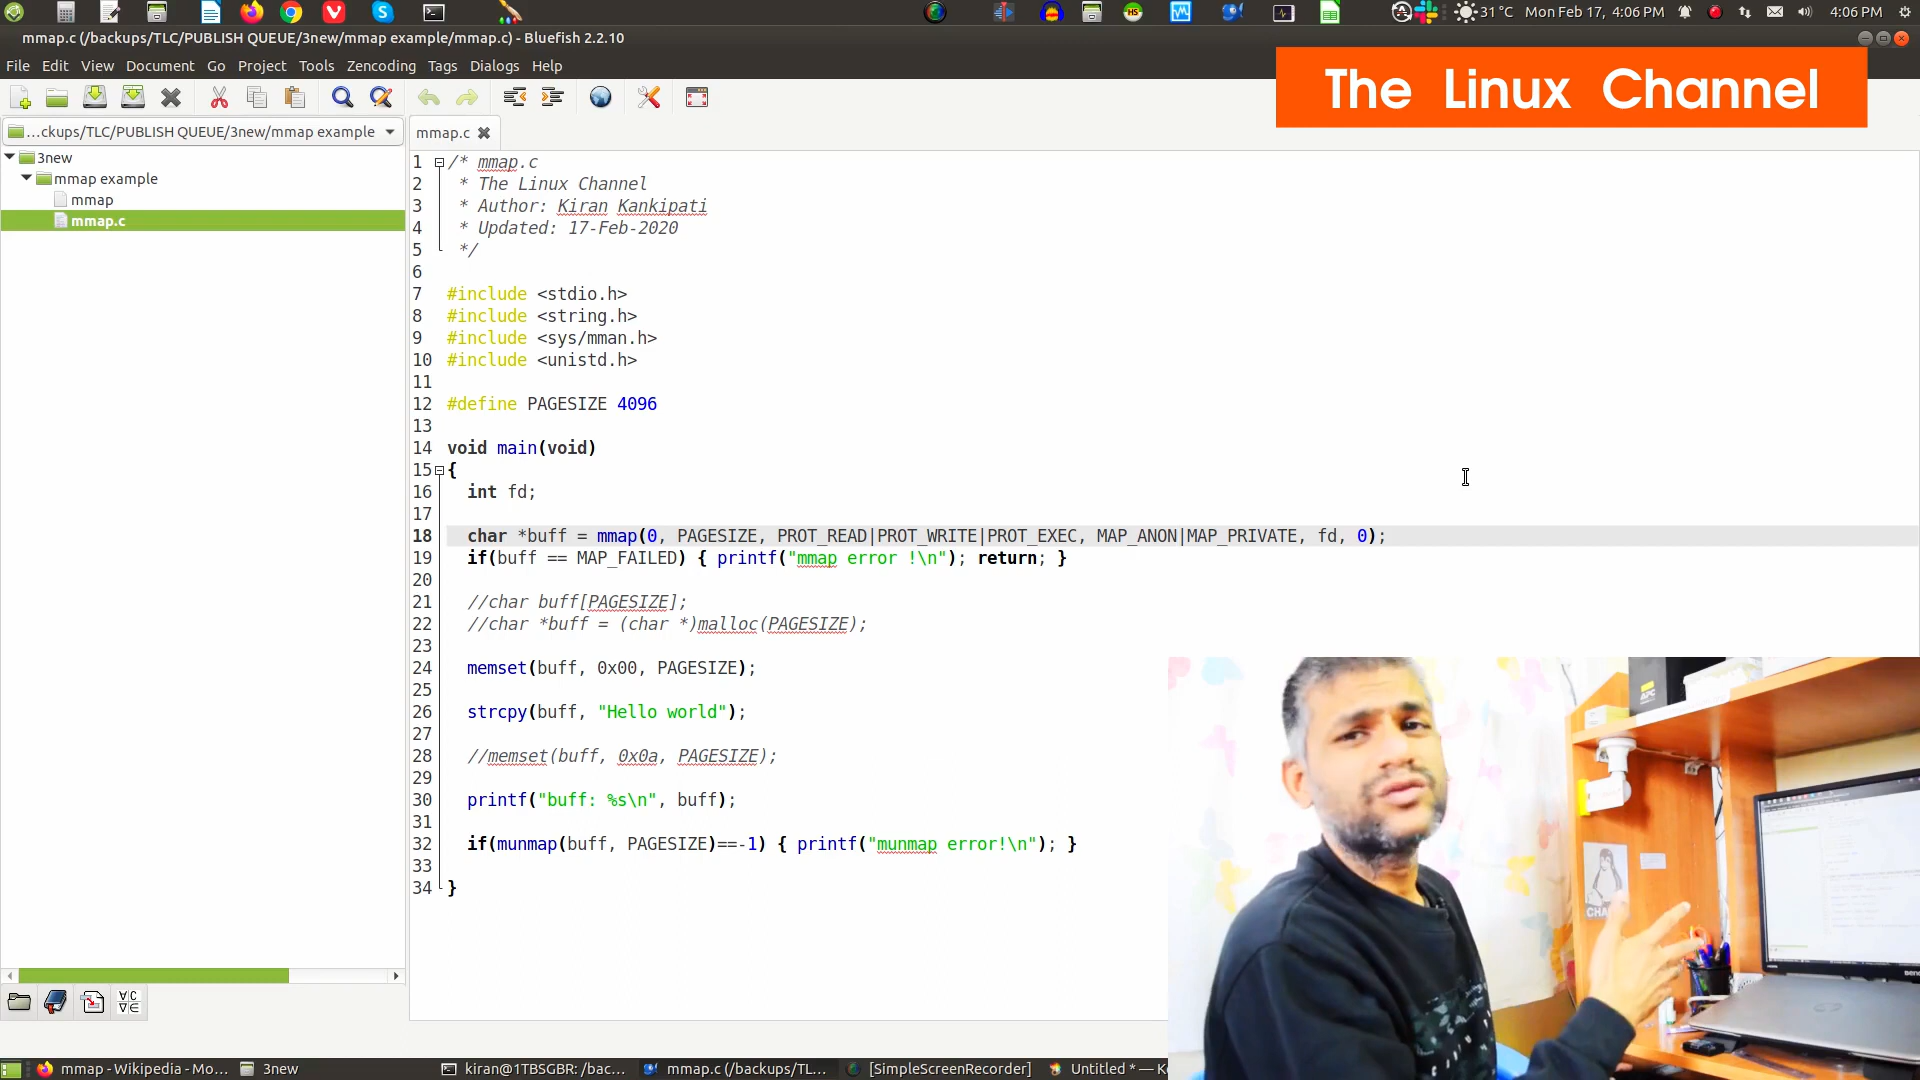 31 °C Mon Feb 17, 4:06 PM 4:06 PM
mmap.c (/backups/TLC/PUBLISH QUEUE/3new/mmap example/mmap.c) - Bluefish 2.2.10
File Edit View Document Go Project Tools Zencoding Tags Dialogs Help
The Linux Channel
...ckups/TLC/PUBLISH QUEUE/3new/mmap example
mmap.c
3new
mmap example
mmap
mmap.c
1 /* mmap.c
2 * The Linux Channel
3 * Author: Kiran Kankipati
4 * Updated: 17-Feb-2020
5 */
6
7 #include <stdio.h>
8 #include <string.h>
9 #include <sys/mman.h>
10 #include <unistd.h>
11
12 #define PAGESIZE 4096
13
14 void main(void)
15 {
16 int fd;
17
18 char *buff = mmap(0, PAGESIZE, PROT_READ|PROT_WRITE|PROT_EXEC, MAP_ANON|MAP_PRIVATE, fd, 0);
19 if(buff == MAP_FAILED) { printf("mmap error !\n"); return; }
20
21 //char buff[PAGESIZE];
22 //char *buff = (char *)malloc(PAGESIZE);
23
24 memset(buff, 0x00, PAGESIZE);
25
26 strcpy(buff, "Hello world");
27
28 //memset(buff, 0x0a, PAGESIZE);
29
30 printf("buff: %s\n", buff);
31
32 if(munmap(buff, PAGESIZE)==-1) { printf("munmap error!\n"); }
33
34 }
APC
mmap - Wikipedia - Mo... 3new kiran@1TBSGBR: /bac... mmap.c (/backups/TL... [SimpleScreenRecorder] Untitled * —